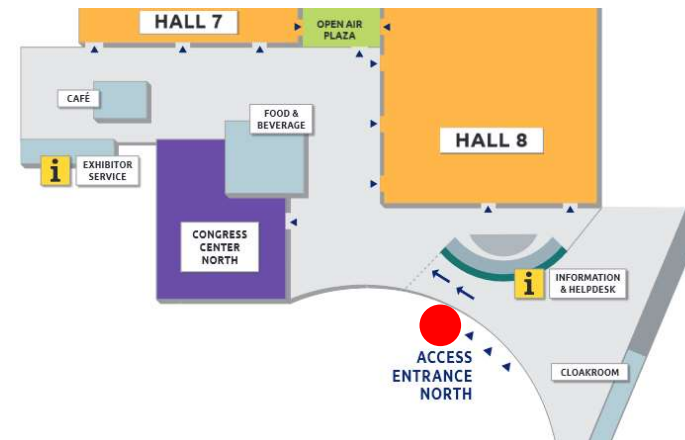 HALL 7
OPEN AIR
PLAZA
CAFÉ
FOOD &
BEVERAGE
HALL 8
i
EXHIBITOR
SERVICE
CONGRESS
CENTER
NORTH
i
INFORMATION
& HELPDESK
ACCESS
ENTRANCE
NORTH
CLOAKROOM